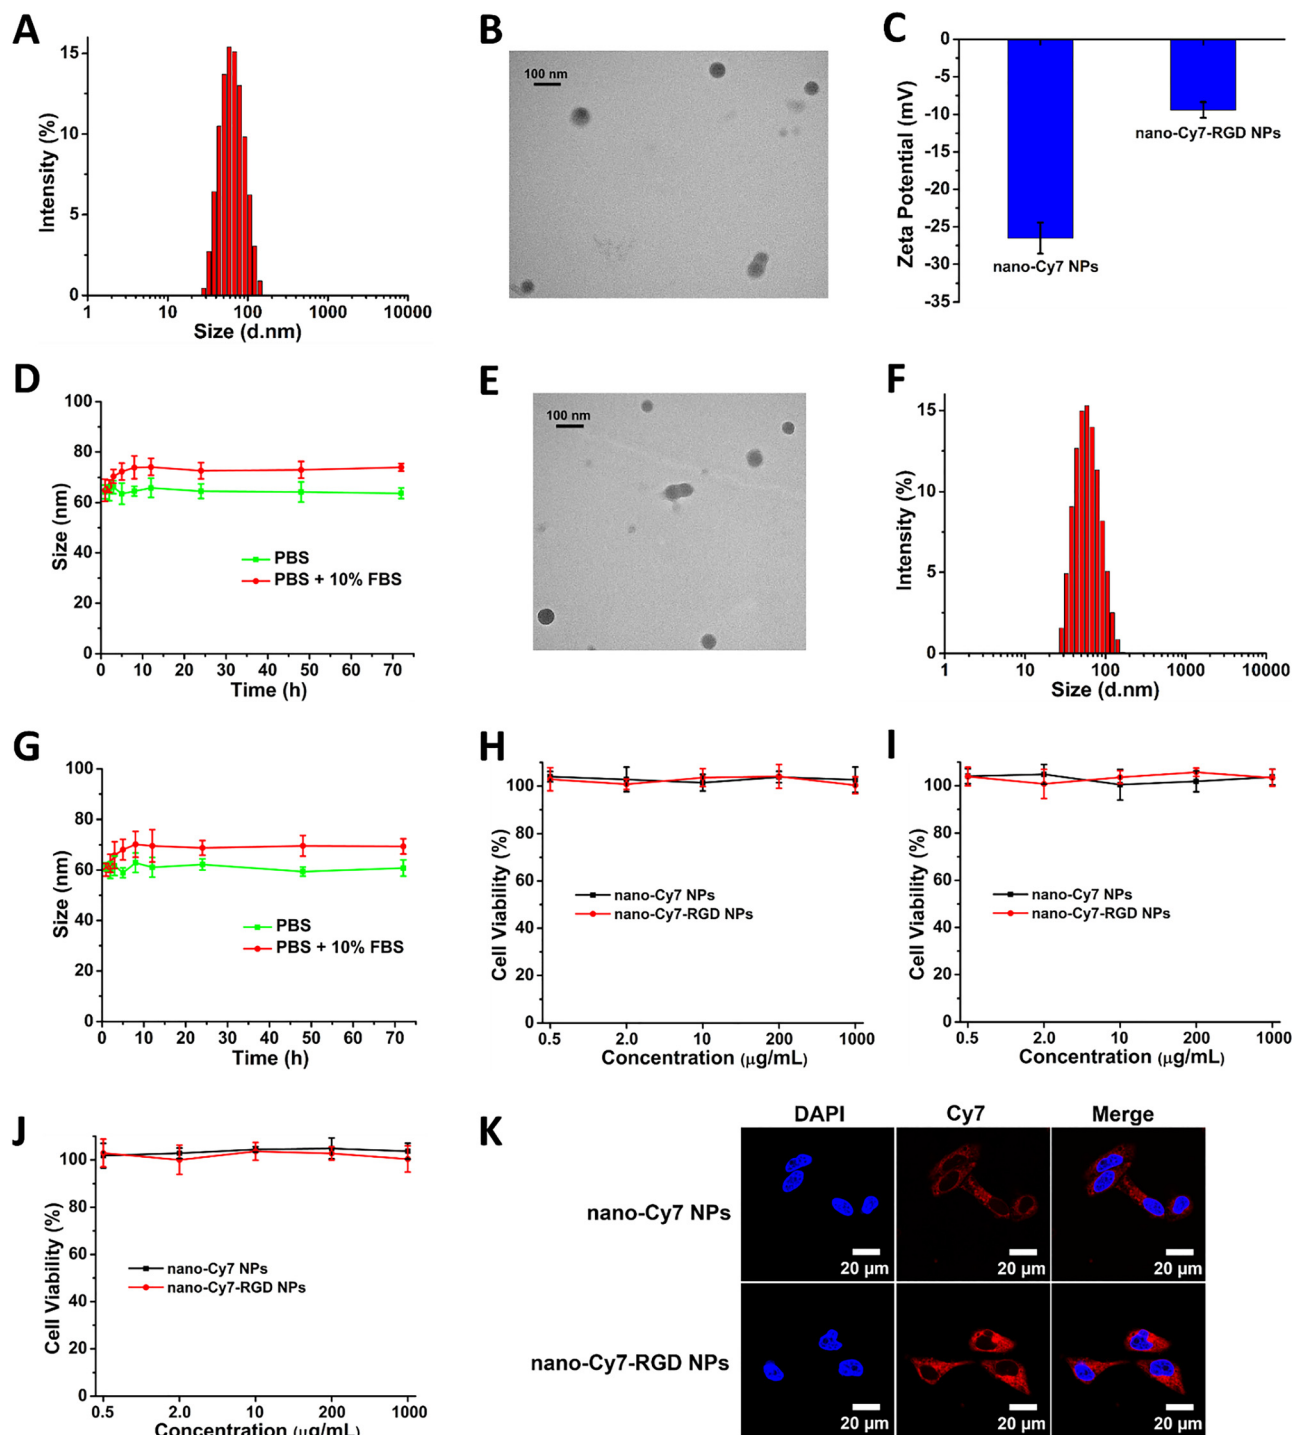 A
15
10
5
0
Intensity (%)
1 10 100 1000 10000
Size (d.nm)
B
100 nm
C
0
-5
-10
-15
-20
-25
-30
-35
Zeta Potential (mV)
nano-Cy7-RGD NPs
nano-Cy7 NPs
D
100
80
60
40
20
0
Size (nm)
PBS
PBS + 10% FBS
0 10 20 30 40 50 60 70
Time (h)
E
100 nm
F
15
10
5
0
Intensity (%)
1 10 100 1000 10000
Size (d.nm)
G
100
80
60
40
20
0
Size (nm)
PBS
PBS + 10% FBS
0 10 20 30 40 50 60 70
Time (h)
H
100
80
60
40
20
0
Cell Viability (%)
nano-Cy7 NPs
nano-Cy7-RGD NPs
0.5 2.0 10 200 1000
Concentration (μg/mL)
I
100
80
60
40
20
0
Cell Viability (%)
nano-Cy7 NPs
nano-Cy7-RGD NPs
0.5 2.0 10 200 1000
Concentration (μg/mL)
J
100
80
60
40
20
0
Cell Viability (%)
nano-Cy7 NPs
nano-Cy7-RGD NPs
0.5 2.0 10 200 1000
Concentration (μg/mL)
K
DAPI Cy7 Merge
nano-Cy7 NPs
20 μm 20 μm 20 μm
nano-Cy7-RGD NPs
20 μm 20 μm 20 μm